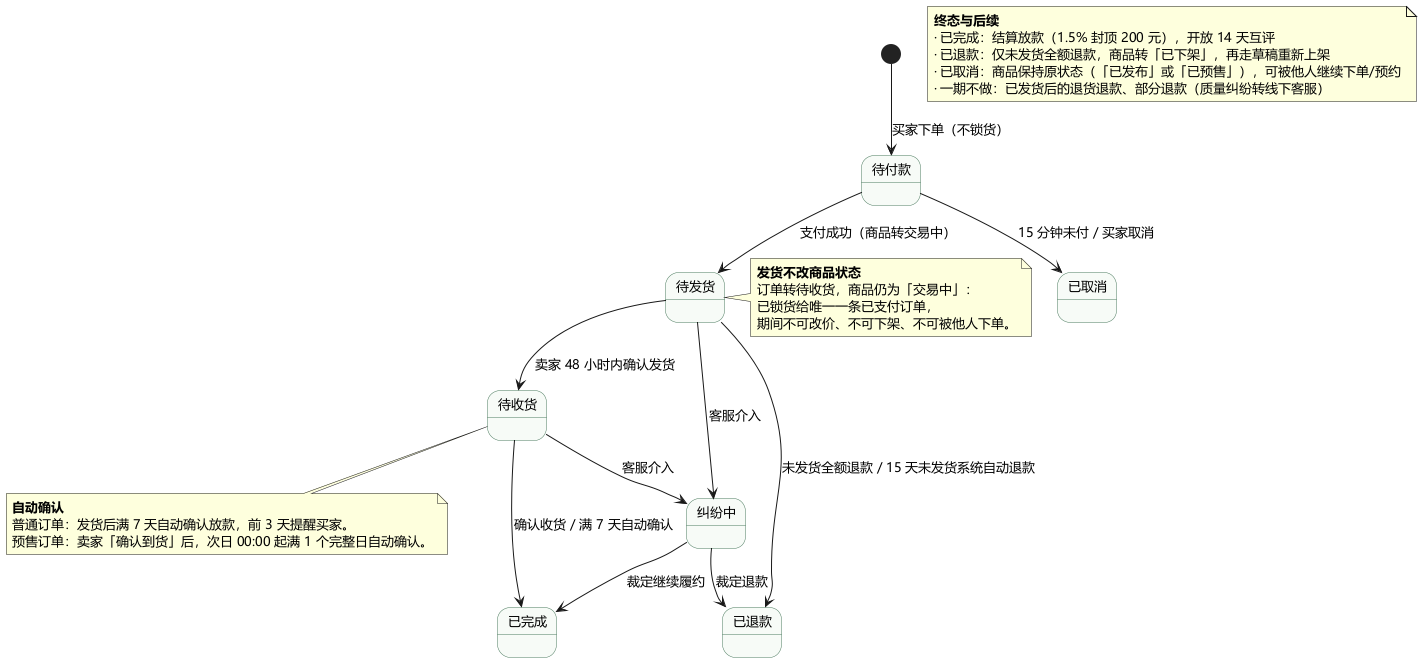 终态与后续
· 已完成：结算放款（1.5% 封顶 200 元），开放 14 天互评
· 已退款：仅未发货全额退款，商品转「已下架」，再走草稿重新上架
· 已取消：商品保持原状态（「已发布」或「已预售」），可被他人继续下单/预约
· 一期不做：已发货后的退货退款、部分退款（质量纠纷转线下客服）
买家下单（不锁货）
待付款
支付成功（商品转交易中）
15 分钟未付 / 买家取消
待发货
发货不改商品状态
订单转待收货，商品仍为「交易中」：
已锁货给唯一一条已支付订单，
期间不可改价、不可下架、不可被他人下单。
已取消
卖家 48 小时内确认发货
待收货
客服介入
客服介入
未发货全额退款 / 15 天未发货系统自动退款
自动确认
普通订单：发货后满 7 天自动确认放款，前 3 天提醒买家。
预售订单：卖家「确认到货」后，次日 00:00 起满 1 个完整日自动确认。
纠纷中
确认收货 / 满 7 天自动确认
裁定继续履约
裁定退款
已完成
已退款